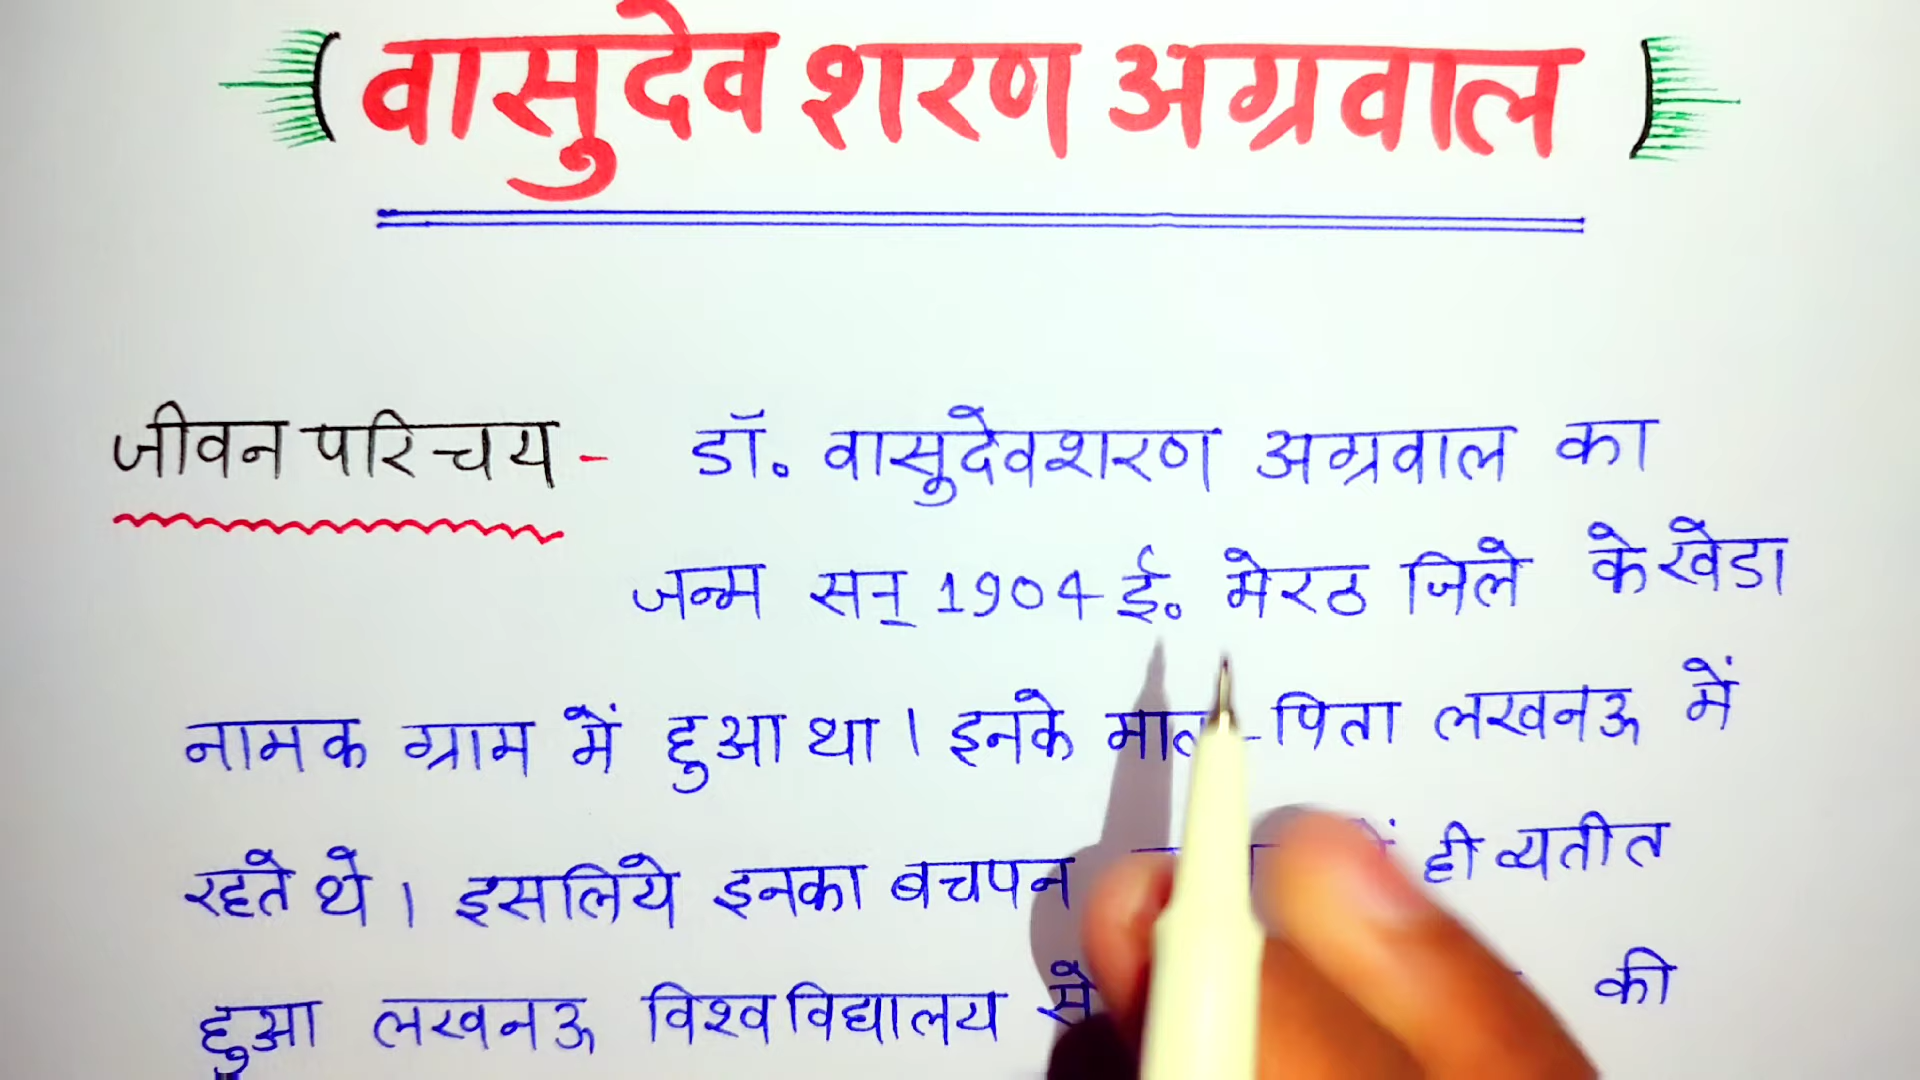 ( वासुदेव शरण अग्रवाल )
जीवन परिचय - डॉ. वासुदेवशरण अग्रवाल का
जन्म सन् 1904 ई. मेरठ जिले के खेडा
नामक ग्राम में हुआ था । इनके -पिता लखनऊ में
रहते थे । इसलिये इनका बचपन ही व्यतीत
हुआ लखनऊ विश्वविद्यालय से की